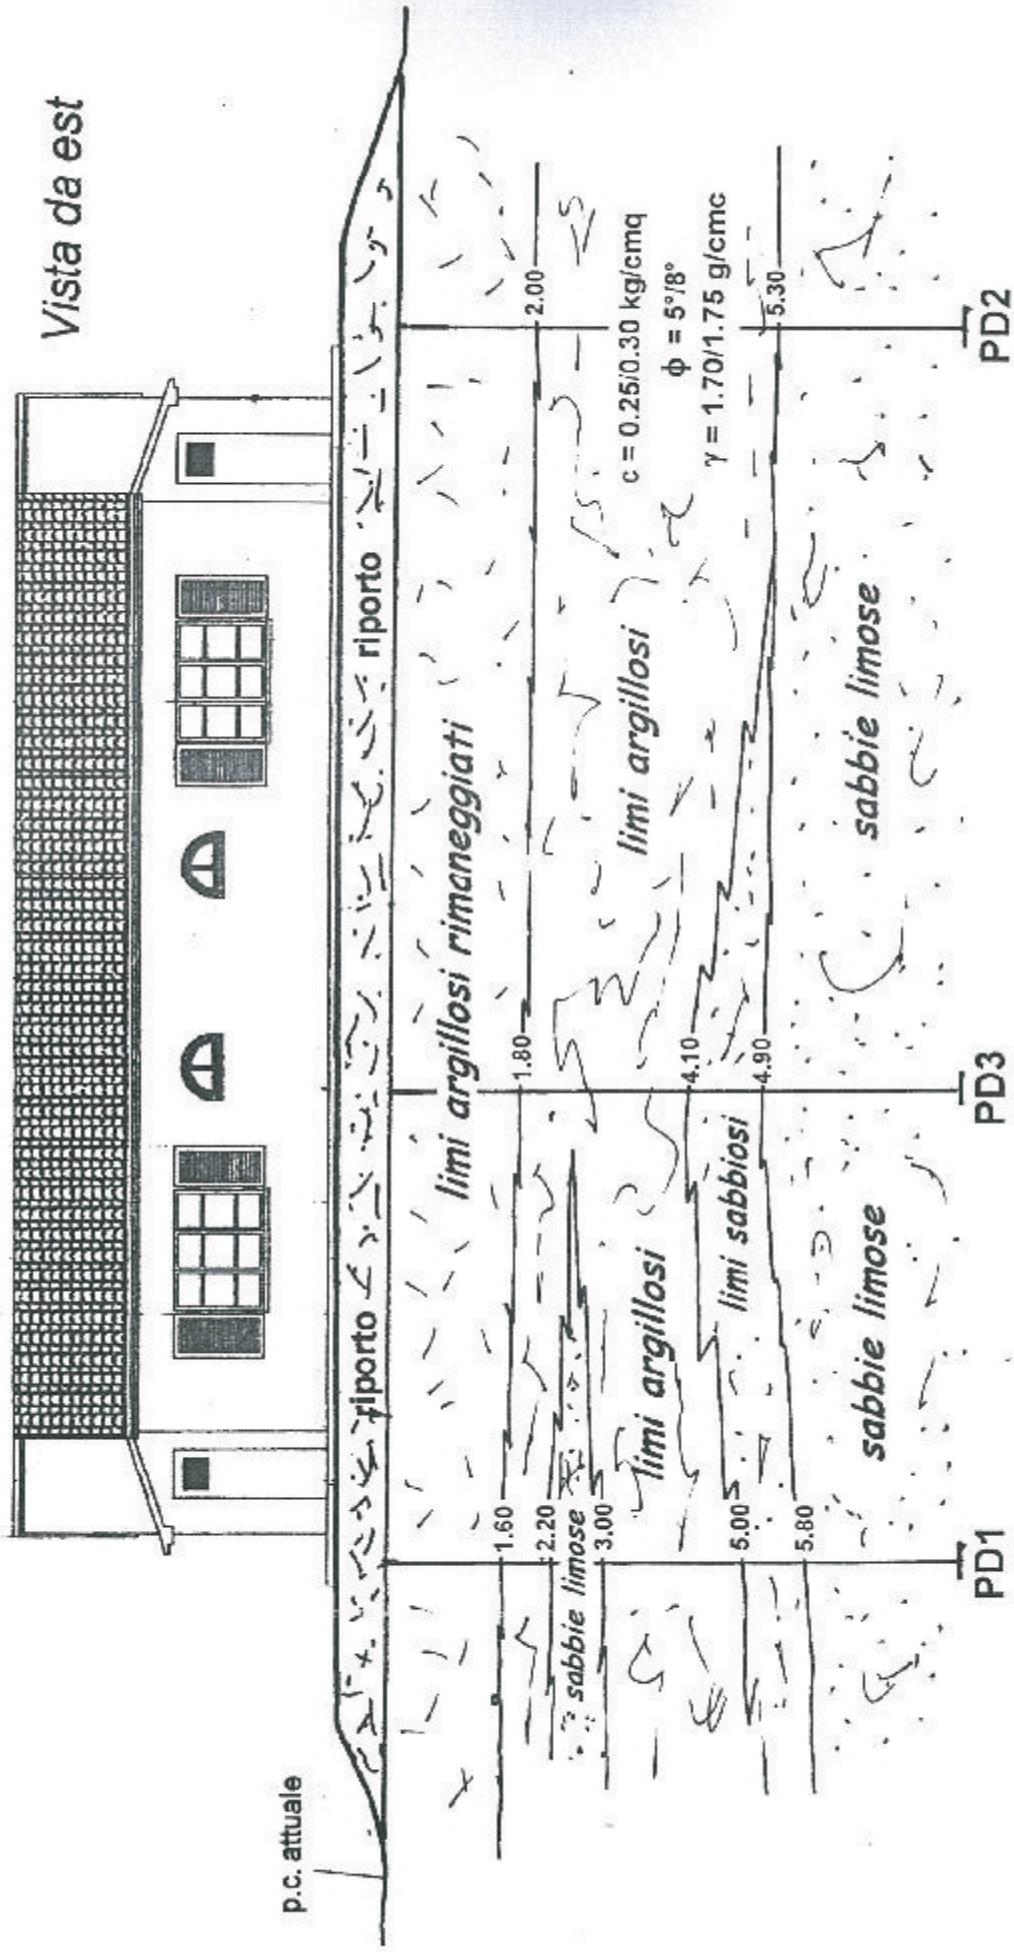 Vista da est
p.c. attuale
riporto
riporto
limi argillosi rimaneggiati
1.60
1.80
2.00
2.20
sabbie limose
3.00
c = 0.25/0.30 kg/cmq
ϕ = 5°/8°
γ = 1.70/1.75 g/cmc
limi argillosi
limi argillosi
4.10
limi sabbiosi
5.00
4.90
5.30
5.80
sabbie limose
sabbie limose
PD1
PD3
PD2